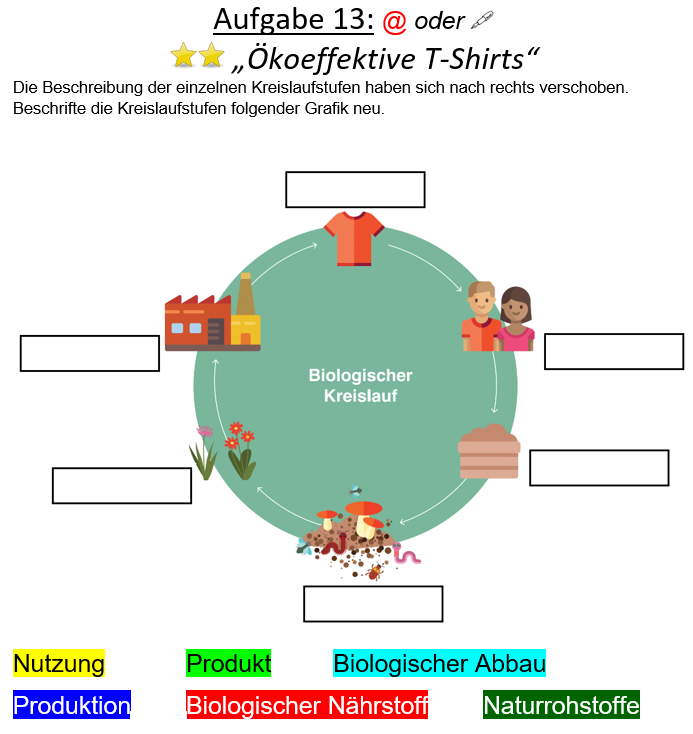 Aufgabe 13: @ oder
„Ökoeffektive T-Shirts“
Die Beschreibung der einzelnen Kreislaufstufen haben sich nach rechts verschoben.
Beschrifte die Kreislaufstufen folgender Grafik neu.
Biologischer
Kreislauf
Nutzung Produkt Biologischer Abbau
Produktion Biologischer Nährstoff Naturrohstoffe